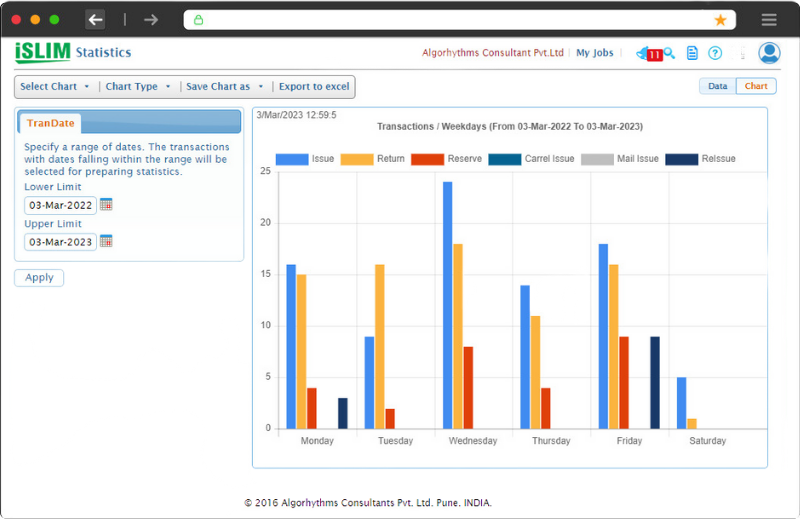 iSLIM Statistics
Algorhythms Consultant Pvt.Ltd | My Jobs
11
Select Chart | Chart Type | Save Chart as | Export to excel
Data Chart
TranDate
Specify a range of dates. The transactions
with dates falling within the range will be
selected for preparing statistics.
Lower Limit
03-Mar-2022
Upper Limit
03-Mar-2023
Apply
3/Mar/2023 12:59:5
Transactions / Weekdays (From 03-Mar-2022 To 03-Mar-2023)
Issue Return Reserve Carrel Issue Mail Issue ReIssue
25
20
15
10
5
0
Monday Tuesday Wednesday Thursday Friday Saturday
© 2016 Algorhythms Consultants Pvt. Ltd. Pune. INDIA.